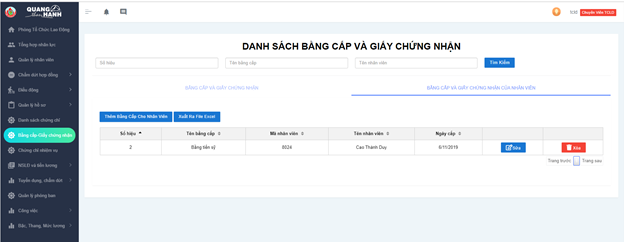 QUANG
HẠNH
Phòng Tổ Chức Lao Động
Tổng hợp nhân lực
Quản lý nhân viên
Chấm dứt hợp đồng
Điều động
Quản lý hồ sơ
Danh sách chứng chỉ
Bằng cấp-Giấy chứng nhận
Chứng chỉ nhiệm vụ
NSLĐ và tiền lương
Tuyển dụng, chấm dứt
Quản lý phòng ban
Công việc
Bậc, Thang, Mức lương
Chuyên Viên TCLĐ
DANH SÁCH BẰNG CẤP VÀ GIẤY CHỨNG NHẬN
Số hiệu
Tên bằng cấp
Tên nhân viên
Tìm Kiếm
BẰNG CẤP VÀ GIẤY CHỨNG NHẬN
BẰNG CẤP VÀ GIẤY CHỨNG NHẬN CỦA NHÂN VIÊN
Thêm Bằng Cấp Cho Nhân Viên
Xuất Ra File Excel
Số hiệu Tên bằng cấp Mã nhân viên Tên nhân viên Ngày cấp
2 Bằng tiến sỹ 8024 Cao Thành Duy 6/11/2019 Sửa Xóa
Trang trước Trang sau